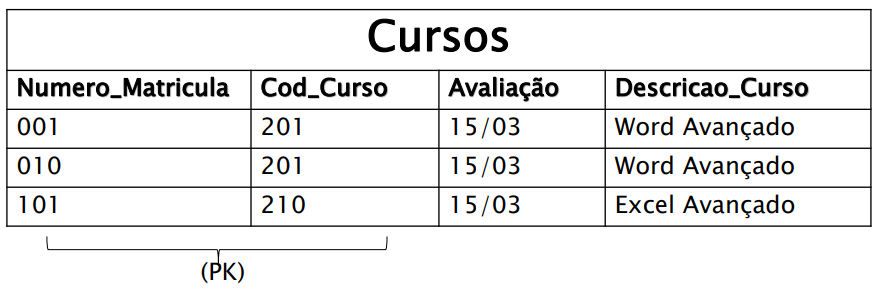 Cursos
Numero_Matricula Cod_Curso Avaliação Descricao_Curso
001 201 15/03 Word Avançado
010 201 15/03 Word Avançado
101 210 15/03 Excel Avançado
(PK)